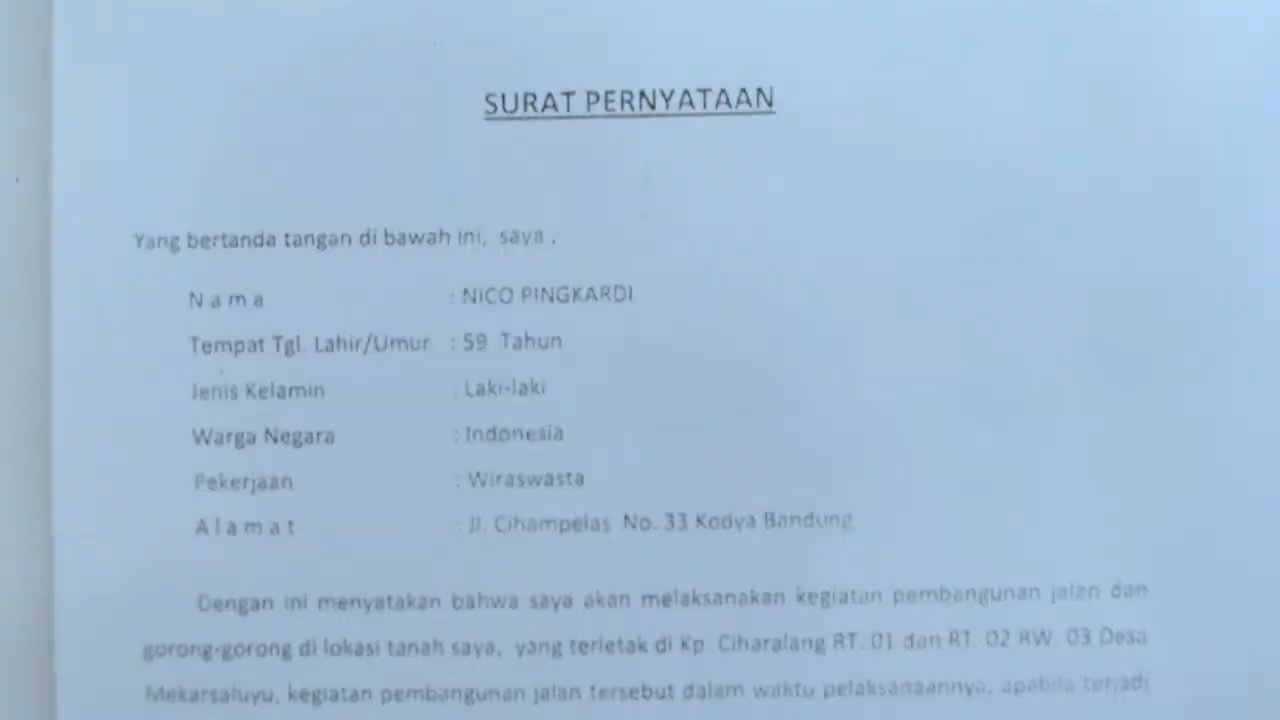 SURAT PERNYATAAN
Yang bertanda tangan di bawah ini, saya ,
N a m a : NICO PINGKARDI
Tempat Tgl. Lahir/Umur : 59 Tahun
Jenis Kelamin : Laki-laki
Warga Negara : Indonesia
Pekerjaan : Wiraswasta
A l a m a t : Jl. Cihampelas No. 33 Kodya Bandung
Dengan ini menyatakan bahwa saya akan melaksanakan kegiatan pembangunan jalan dan
gorong-gorong di lokasi tanah saya, yang terletak di Kp. Ciharalang RT. 01 dan RT. 02 RW. 03 Desa
Mekarsaluyu, kegiatan pembangunan jalan tersebut dalam waktu pelaksanaannya, apabila terjadi